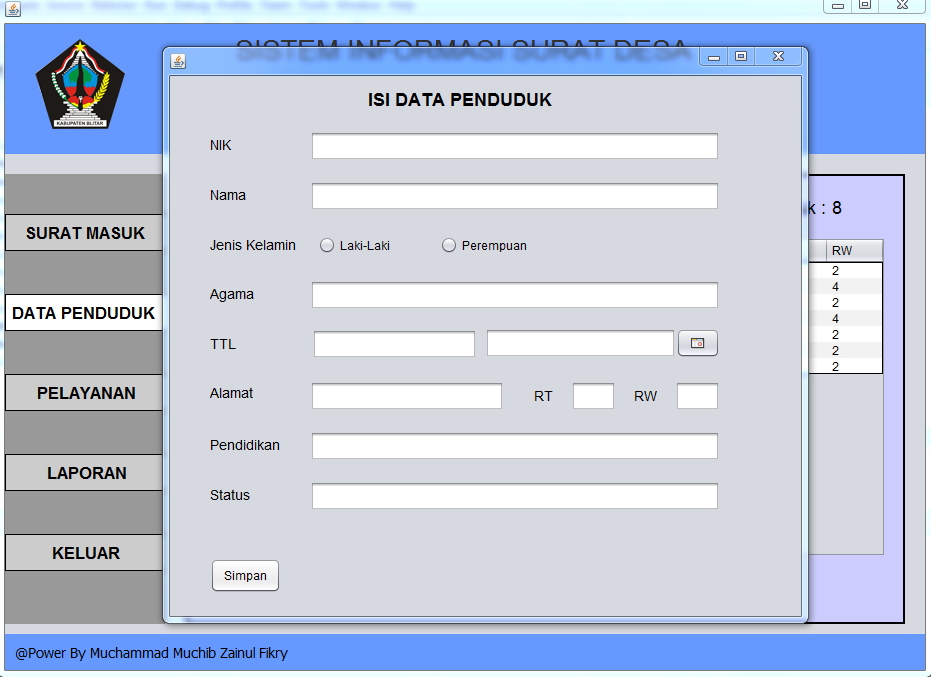 SISTEM INFORMASI SURAT DESA
KABUPATEN BLITAR
ISI DATA PENDUDUK
NIK
Nama
Jenis Kelamin Laki-Laki Perempuan
Agama
TTL
Alamat RT RW
Pendidikan
Status
Simpan
SURAT MASUK
DATA PENDUDUK
PELAYANAN
LAPORAN
KELUAR
k : 8
RW
2
4
2
4
2
2
2
@Power By Muchammad Muchib Zainul Fikry